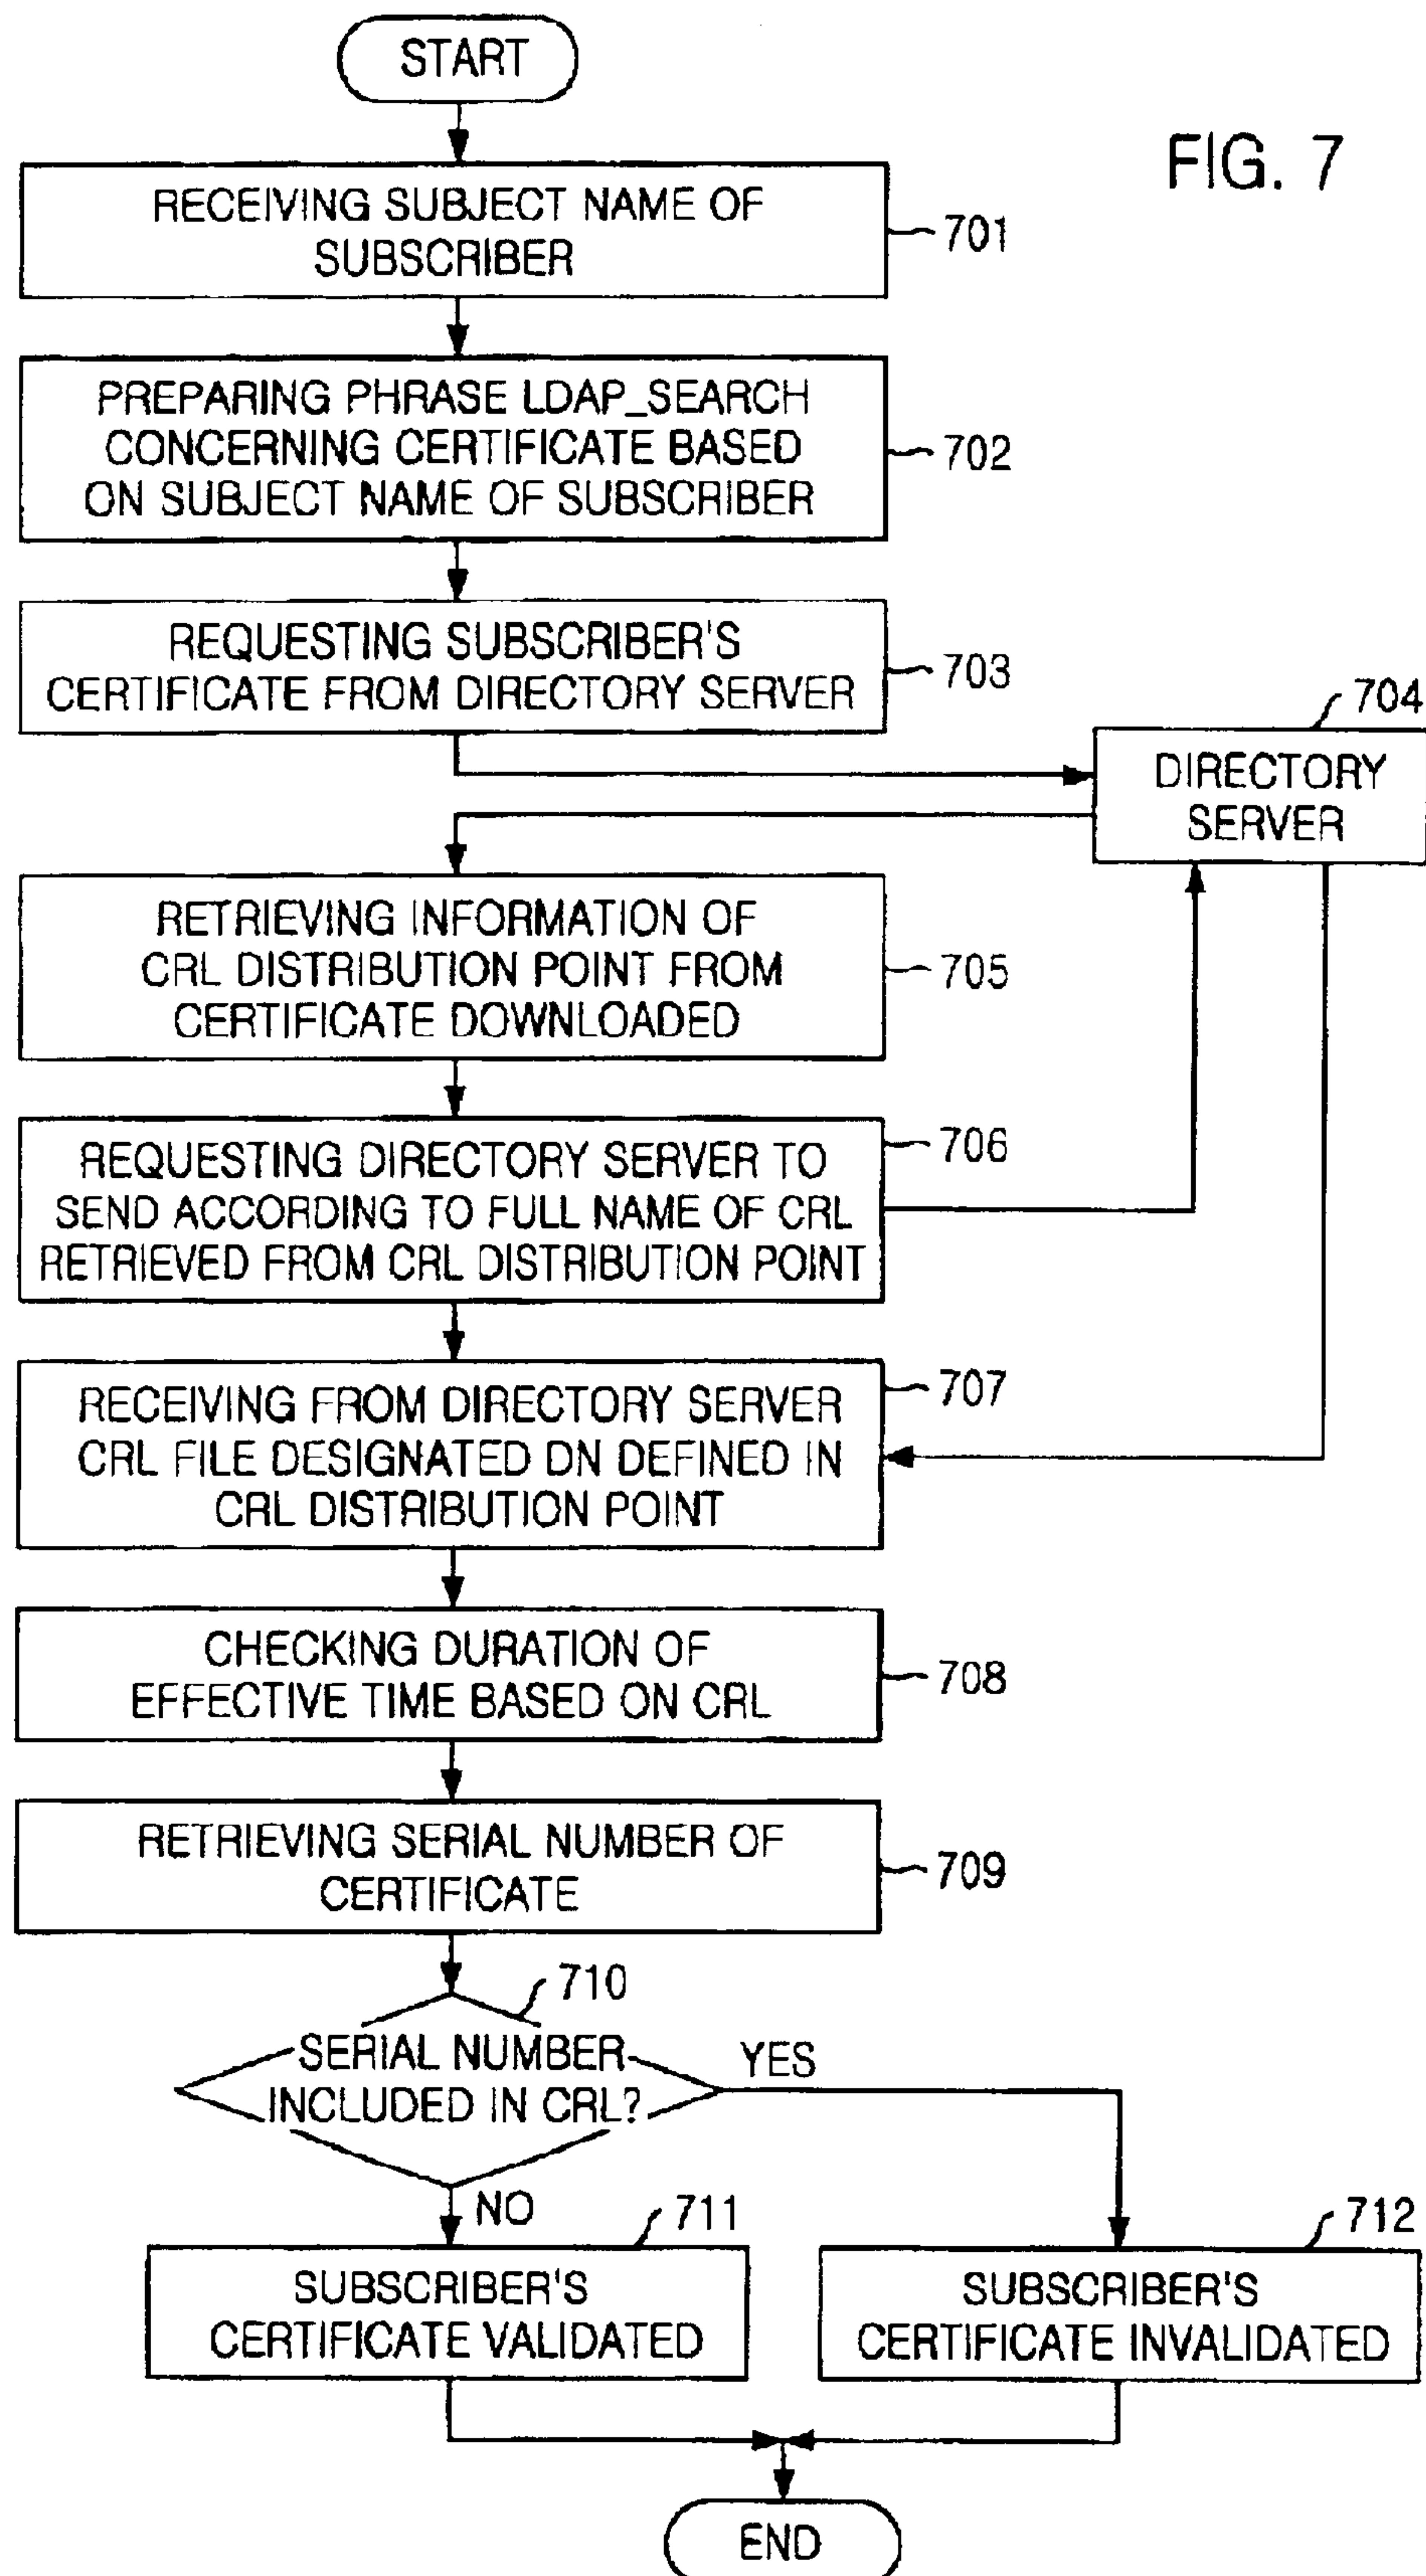 START
FIG. 7
RECEIVING SUBJECT NAME OF
SUBSCRIBER
701
PREPARING PHRASE LDAP_SEARCH
CONCERNING CERTIFICATE BASED
ON SUBJECT NAME OF SUBSCRIBER
702
REQUESTING SUBSCRIBER'S
CERTIFICATE FROM DIRECTORY SERVER
703
704
DIRECTORY
SERVER
RETRIEVING INFORMATION OF
CRL DISTRIBUTION POINT FROM
CERTIFICATE DOWNLOADED
705
REQUESTING DIRECTORY SERVER TO
SEND ACCORDING TO FULL NAME OF CRL
RETRIEVED FROM CRL DISTRIBUTION POINT
706
RECEIVING FROM DIRECTORY SERVER
CRL FILE DESIGNATED DN DEFINED IN
CRL DISTRIBUTION POINT
707
CHECKING DURATION OF
EFFECTIVE TIME BASED ON CRL
708
RETRIEVING SERIAL NUMBER OF
CERTIFICATE
709
710
SERIAL NUMBER
INCLUDED IN CRL?
YES
NO
711
SUBSCRIBER'S
CERTIFICATE VALIDATED
712
SUBSCRIBER'S
CERTIFICATE INVALIDATED
END